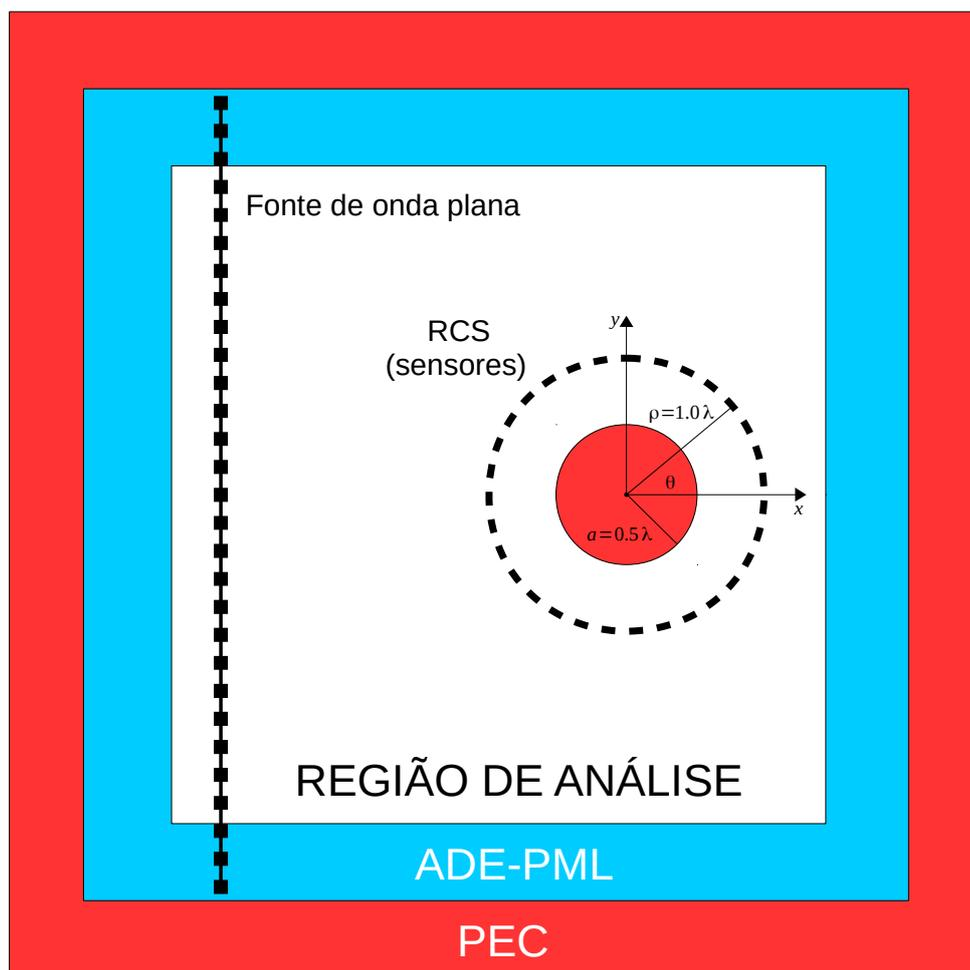 Fonte de onda plana
RCS
(sensores)
y
ρ=1.0λ
θ
x
a=0.5λ
REGIÃO DE ANÁLISE
ADE-PML
PEC